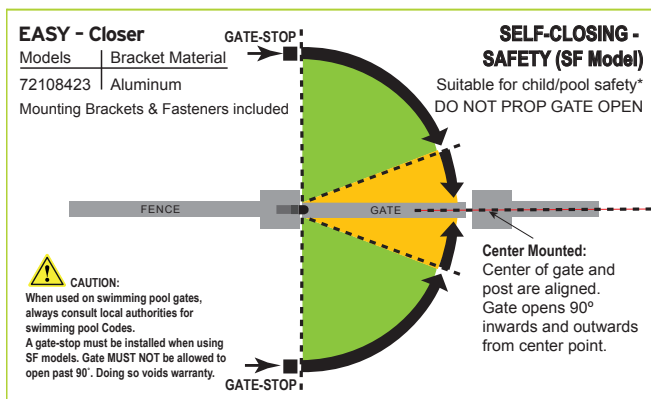 EASY – Closer
Models | Bracket Material
72108423 | Aluminum
Mounting Brackets & Fasteners included
GATE-STOP
SELF-CLOSING -
SAFETY (SF Model)
Suitable for child/pool safety*
DO NOT PROP GATE OPEN
FENCE
GATE
Center Mounted:
Center of gate and
post are aligned.
Gate opens 90º
inwards and outwards
from center point.
! CAUTION:
When used on swimming pool gates,
always consult local authorities for
swimming pool Codes.
A gate-stop must be installed when using
SF models. Gate MUST NOT be allowed to
open past 90°. Doing so voids warranty.
GATE-STOP